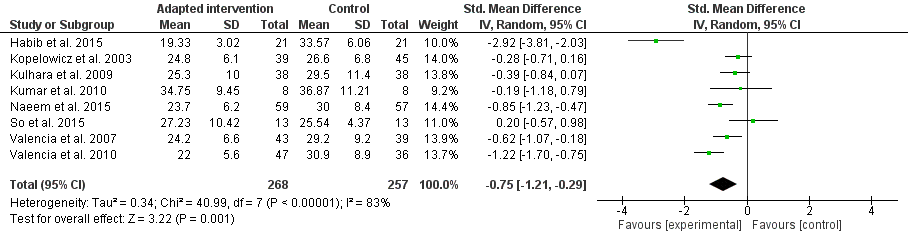 Adapted intervention Control Std. Mean Difference Std. Mean Difference
Study or Subgroup Mean SD Total Mean SD Total Weight IV, Random, 95% CI IV, Random, 95% CI
Habib et al. 2015 19.33 3.02 21 33.57 6.06 21 10.0% -2.92 [-3.81, -2.03]
Kopelowicz et al. 2003 24.8 6.1 39 26.6 6.8 45 14.0% -0.28 [-0.71, 0.16]
Kulhara et al. 2009 25.3 10 38 29.5 11.4 38 13.8% -0.39 [-0.84, 0.07]
Kumar et al. 2010 34.75 9.45 8 36.87 11.21 8 9.2% -0.19 [-1.18, 0.79]
Naeem et al. 2015 23.7 6.2 59 30 8.4 57 14.4% -0.85 [-1.23, -0.47]
So et al. 2015 27.23 10.42 13 25.54 4.37 13 11.0% 0.20 [-0.57, 0.98]
Valencia et al. 2007 24.2 6.6 43 29.2 9.2 39 13.9% -0.62 [-1.07, -0.18]
Valencia et al. 2010 22 5.6 47 30.9 8.9 36 13.7% -1.22 [-1.70, -0.75]
Total (95% CI) 268 257 100.0% -0.75 [-1.21, -0.29]
Heterogeneity: Tau² = 0.34; Chi² = 40.99, df = 7 (P < 0.00001); I² = 83%
Test for overall effect: Z = 3.22 (P = 0.001)
-4 -2 0 2 4
Favours [experimental] Favours [control]